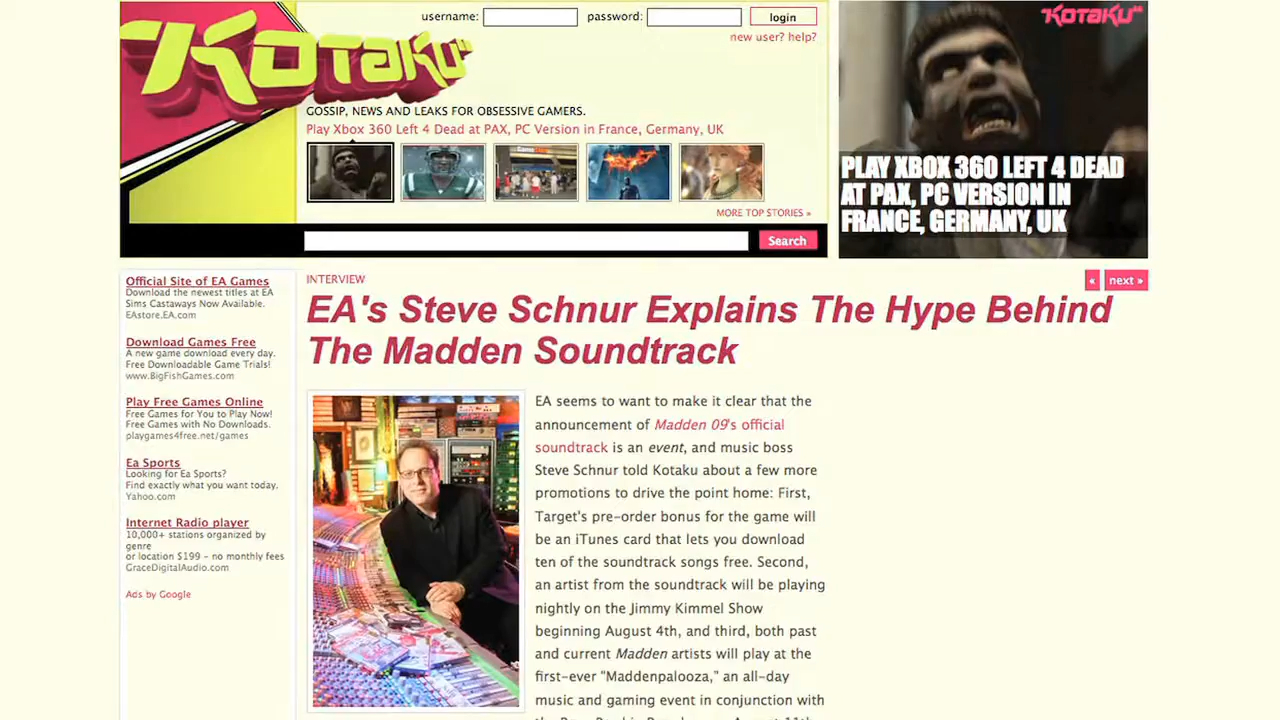 KOTAKU
username:
password:
login
new user? help?
GOSSIP, NEWS AND LEAKS FOR OBSESSIVE GAMERS.
Play Xbox 360 Left 4 Dead at PAX, PC Version in France, Germany, UK
MORE TOP STORIES »
Search
KOTAKU
PLAY XBOX 360 LEFT 4 DEAD
AT PAX, PC VERSION IN
FRANCE, GERMANY, UK
Official Site of EA Games
Download the newest titles at EA
Sims Castaways Now Available.
EAstore.EA.com
Download Games Free
A new game download every day.
Free Downloadable Game Trials!
www.BigFishGames.com
Play Free Games Online
Free Games for You to Play Now!
Free Games with No Downloads.
playgames4free.net/games
Ea Sports
Looking for Ea Sports?
Find exactly what you want today.
Yahoo.com
Internet Radio player
10,000+ stations organized by
genre
or location $199 - no monthly fees
GraceDigitalAudio.com
Ads by Google
INTERVIEW
« next »
EA's Steve Schnur Explains The Hype Behind
The Madden Soundtrack
EA seems to want to make it clear that the
announcement of Madden 09's official
soundtrack is an event, and music boss
Steve Schnur told Kotaku about a few more
promotions to drive the point home: First,
Target's pre-order bonus for the game will
be an iTunes card that lets you download
ten of the soundtrack songs free. Second,
an artist from the soundtrack will be playing
nightly on the Jimmy Kimmel Show
beginning August 4th, and third, both past
and current Madden artists will play at the
first-ever "Maddenpalooza," an all-day
music and gaming event in conjunction with